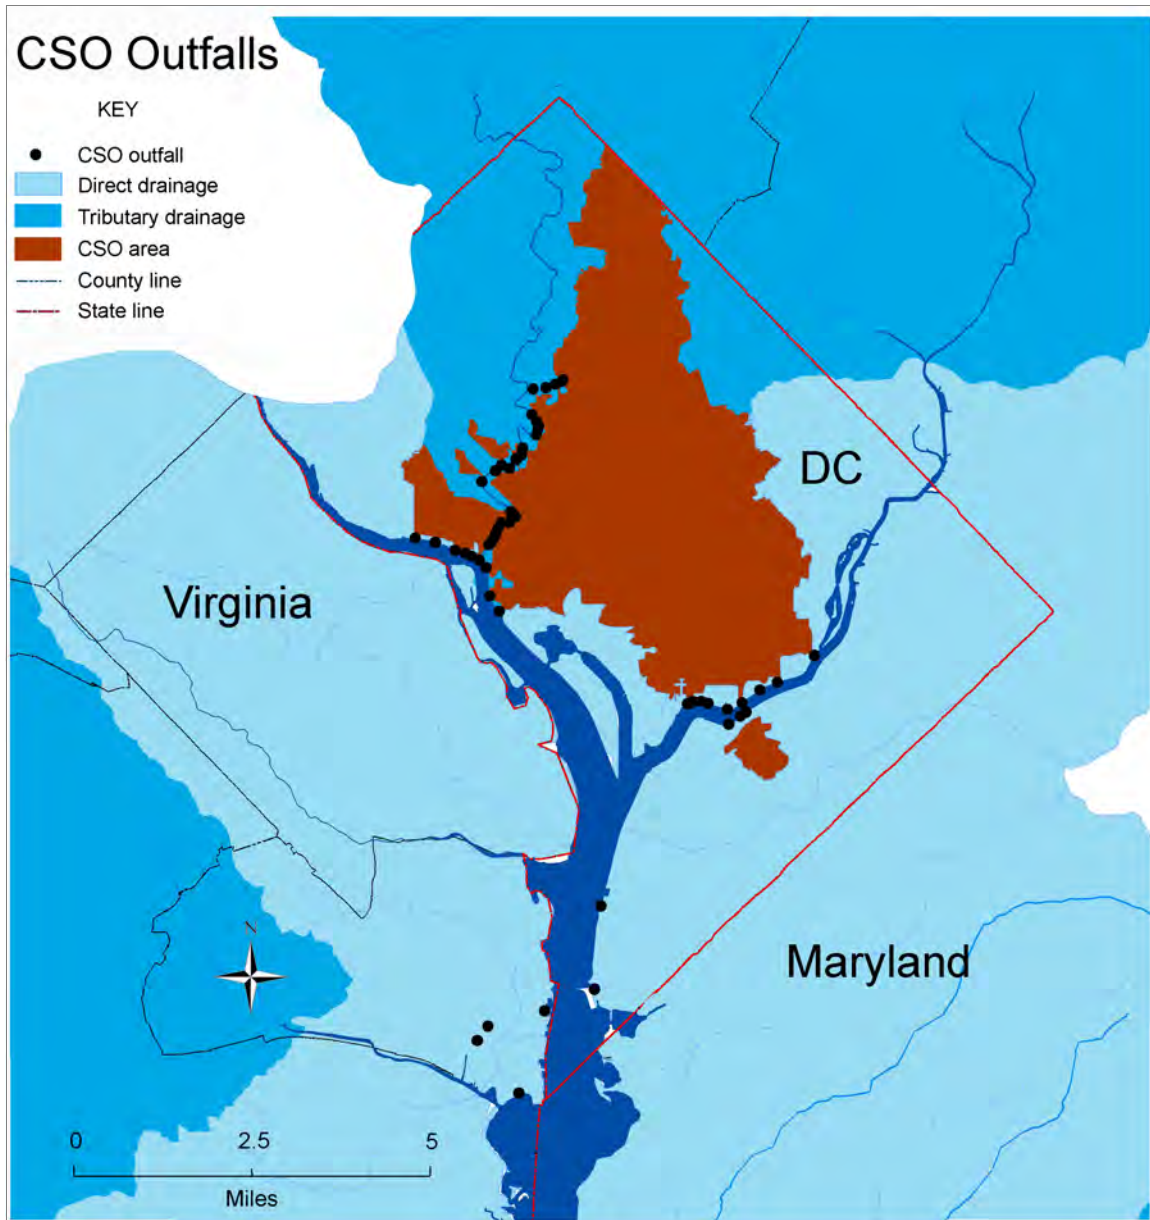 CSO Outfalls
KEY
CSO outfall
Direct drainage
Tributary drainage
CSO area
County line
State line
DC
Virginia
Maryland
N
0 2.5 5
Miles